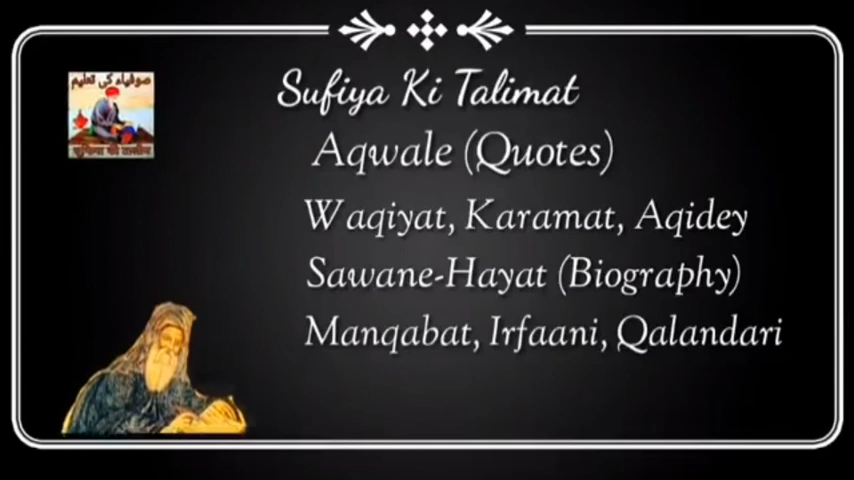 صوفیاء کی تعلیم
Sufiya Ki Talimat
Aqwale (Quotes)
Waqiyat, Karamat, Aqidey
Sawane-Hayat (Biography)
Manqabat, Irfaani, Qalandari